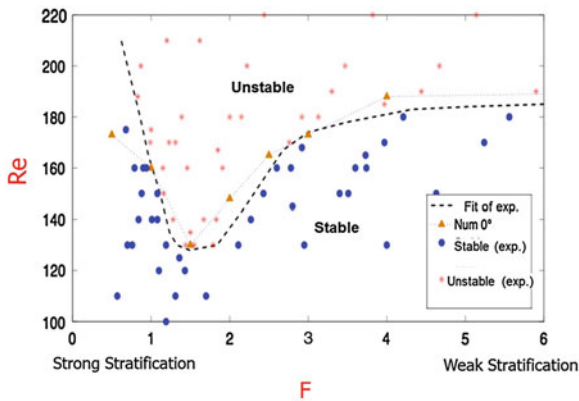 220
200
180
160
140
120
100
Re
Unstable
Stable
Fit of exp.
Num 0°
Stable (exp.)
Unstable (exp.)
0 1 2 3 4 5 6
Strong Stratification Weak Stratification
F